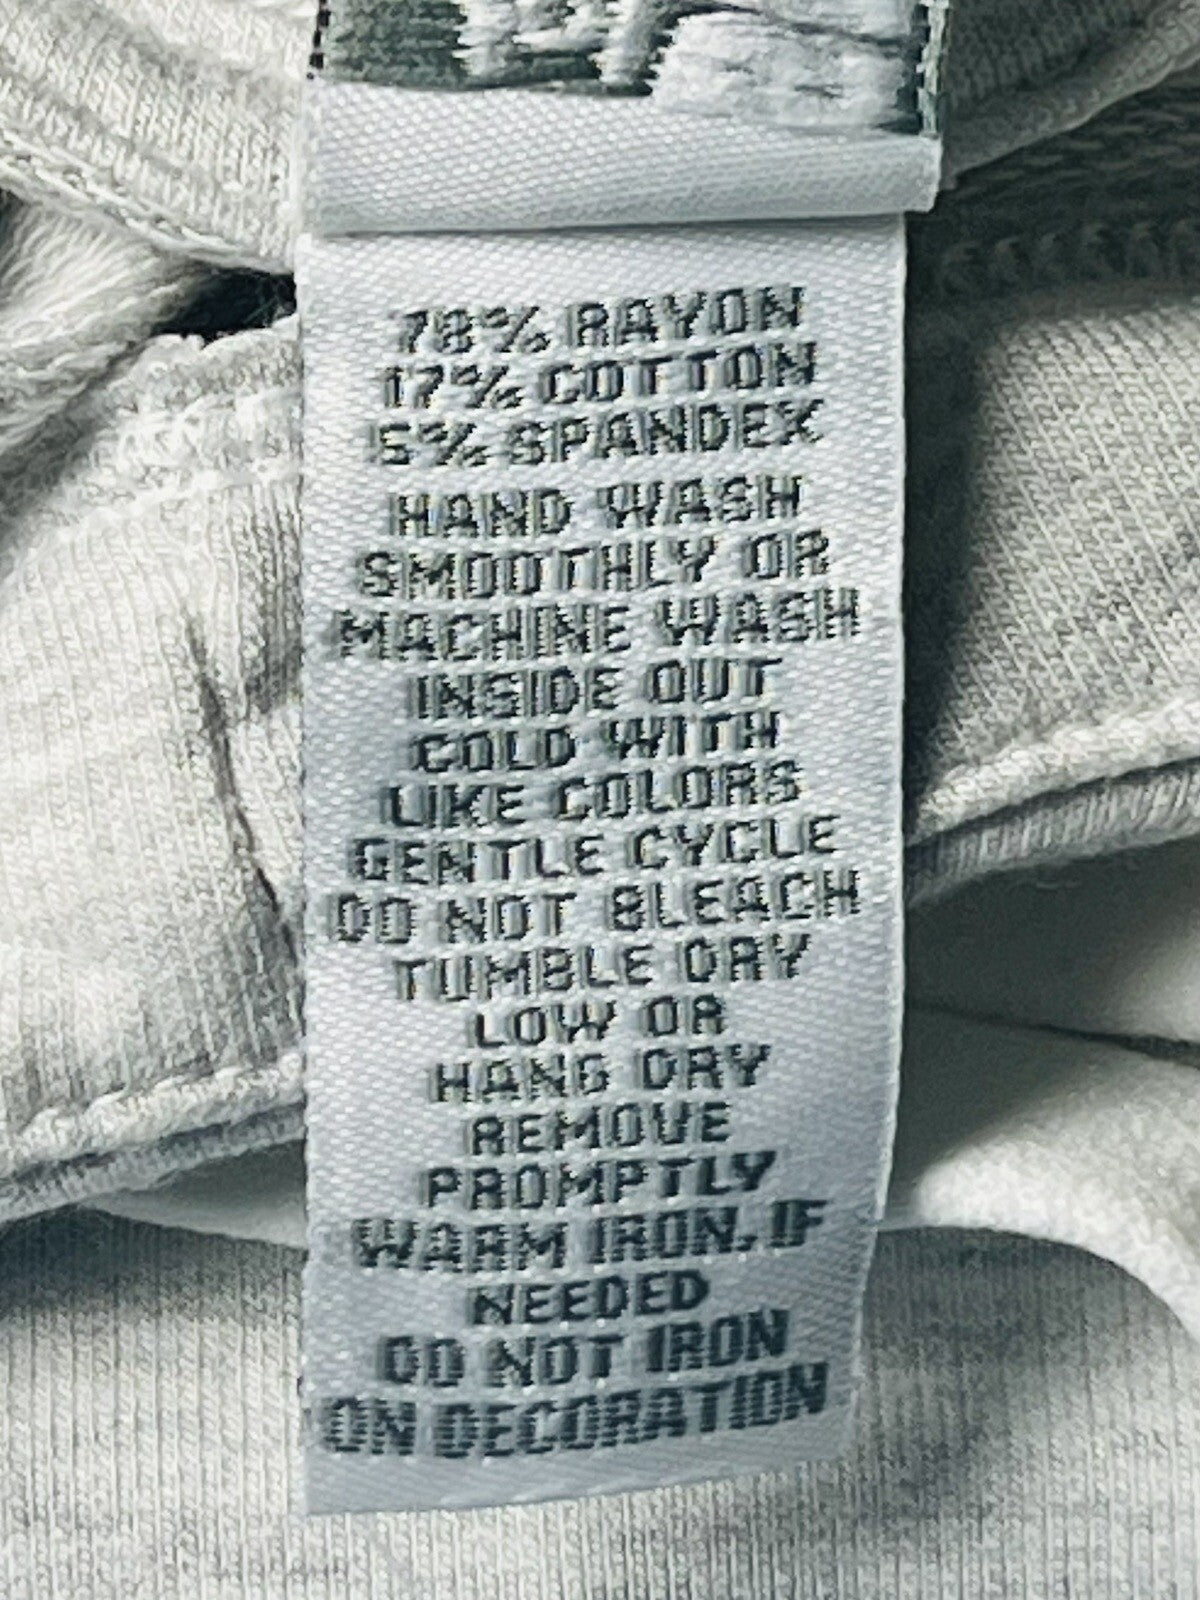 78% RAYON
17% COTTON
5% SPANDEX
HAND WASH
SMOOTHLY OR
MACHINE WASH
INSIDE OUT
COLD WITH
LIKE COLORS
GENTLE CYCLE
DO NOT BLEACH
TUMBLE DRY
LOW OR
HANG DRY
REMOVE
PROMPTLY
WARM IRON, IF
NEEDED
DO NOT IRON
ON DECORATION